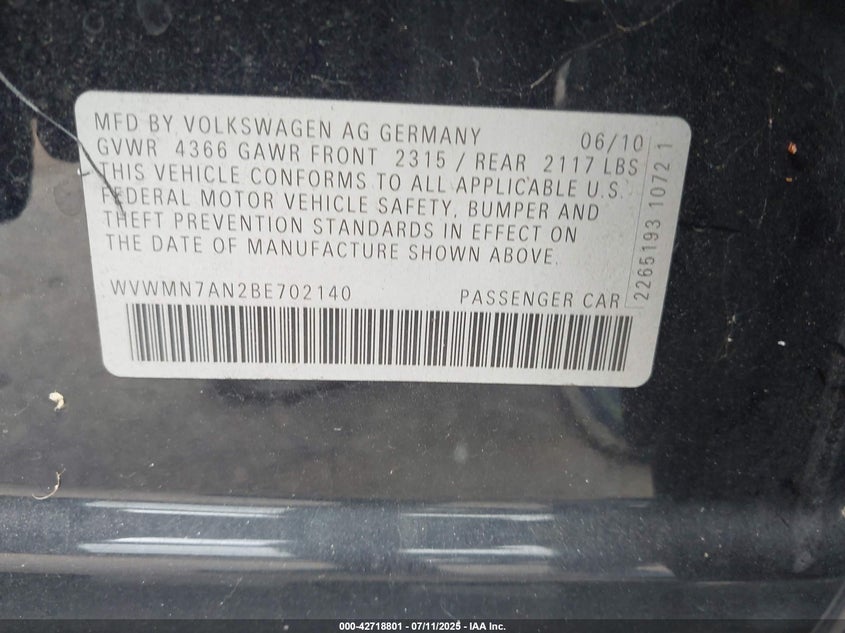 MFD BY VOLKSWAGEN AG GERMANY 06/10
GVWR 4366 GAWR FRONT 2315 / REAR 2117 LBS
THIS VEHICLE CONFORMS TO ALL APPLICABLE U.S.
FEDERAL MOTOR VEHICLE SAFETY, BUMPER AND
THEFT PREVENTION STANDARDS IN EFFECT ON
THE DATE OF MANUFACTURE SHOWN ABOVE.
WVWMN7AN2BE702140 PASSENGER CAR
2265193 10721
000-42718801 - 07/11/2025 - IAA Inc.